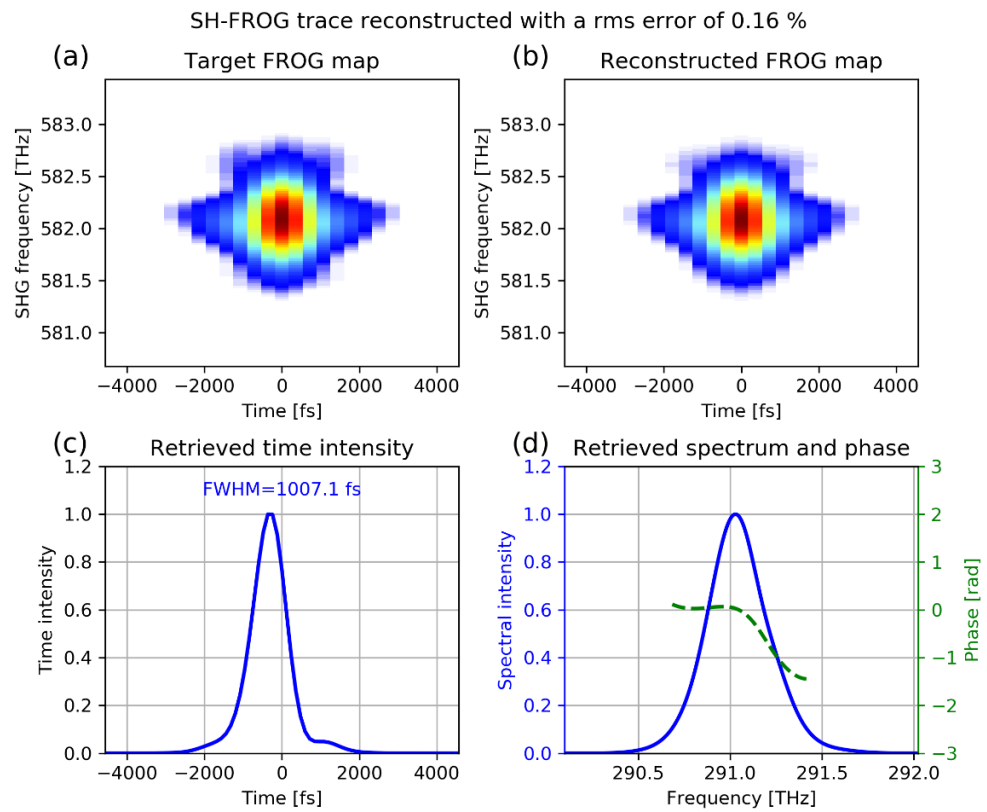 SH-FROG trace reconstructed with a rms error of 0.16 %
(a) Target FROG map
583.0
582.5
582.0
581.5
581.0
SHG frequency [THz]
−4000 −2000 0 2000 4000
Time [fs]
(b) Reconstructed FROG map
583.0
582.5
582.0
581.5
581.0
SHG frequency [THz]
−4000 −2000 0 2000 4000
Time [fs]
(c) Retrieved time intensity
FWHM=1007.1 fs
1.2
1.0
0.8
0.6
0.4
0.2
0.0
Time intensity
−4000 −2000 0 2000 4000
Time [fs]
(d) Retrieved spectrum and phase
1.2
1.0
0.8
0.6
0.4
0.2
0.0
Spectral intensity
3
2
1
0
−1
−2
−3
Phase [rad]
290.5 291.0 291.5 292.0
Frequency [THz]